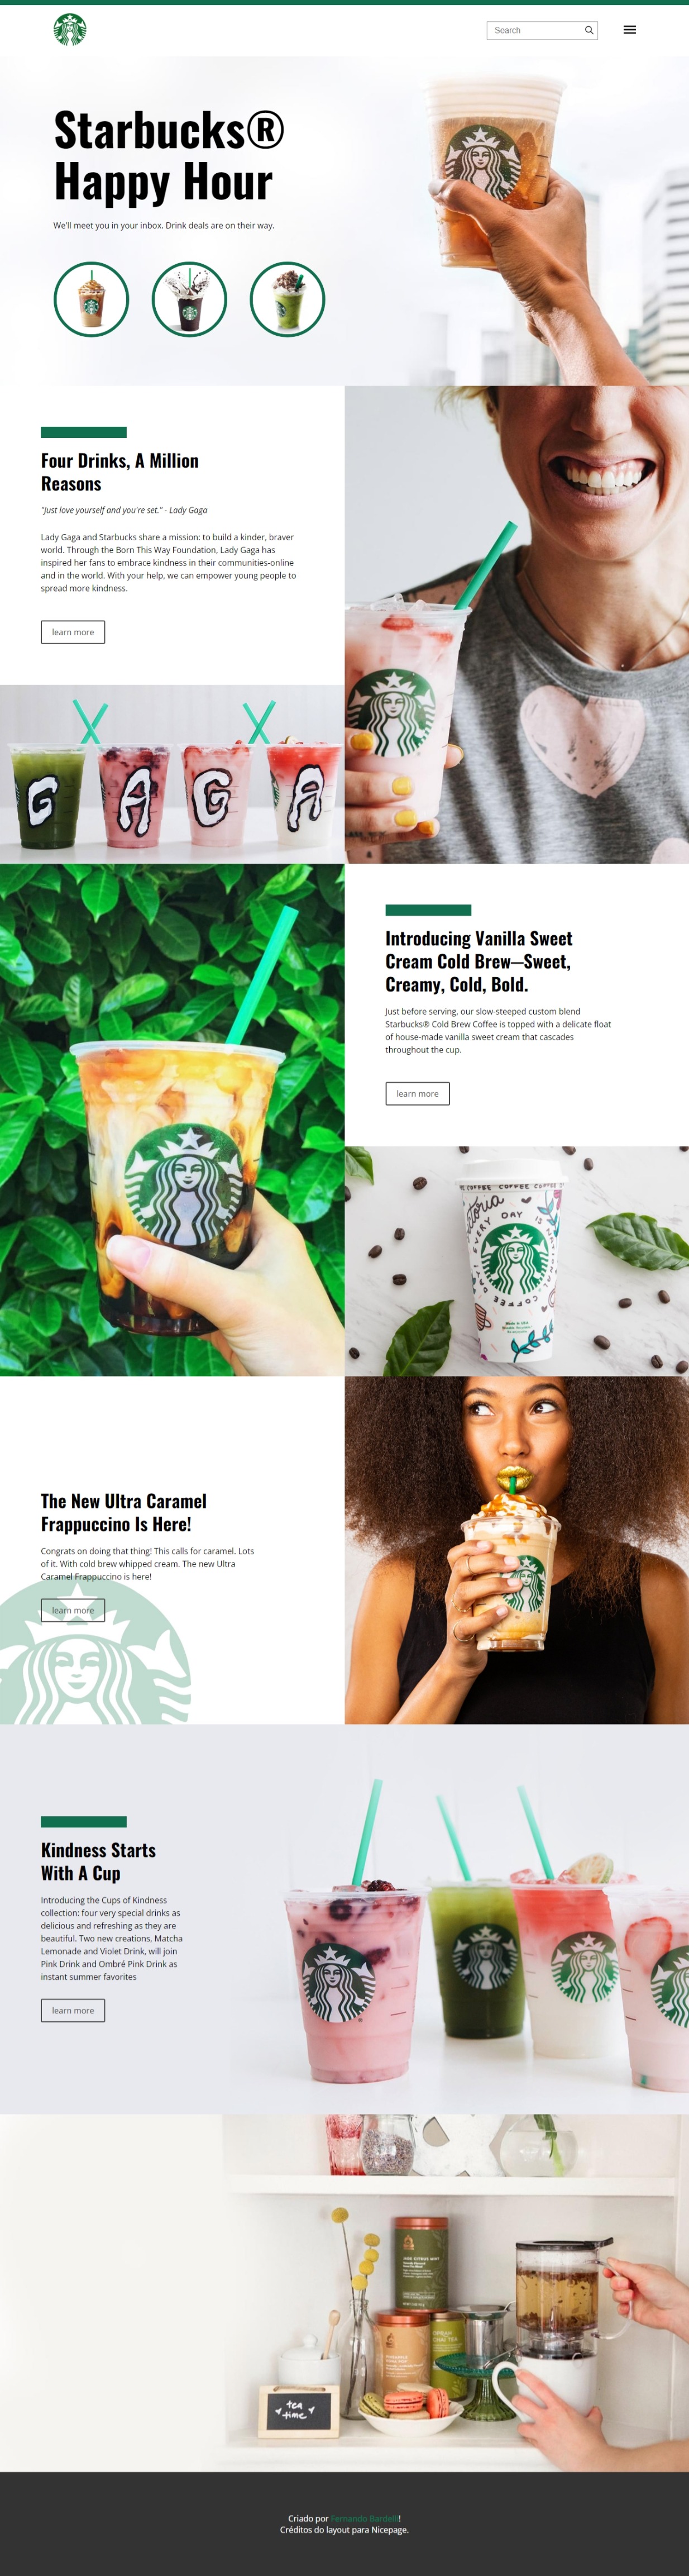 Search
Starbucks®
Happy Hour
We'll meet you in your inbox. Drink deals are on their way.
Four Drinks, A Million
Reasons
"Just love yourself and you're set." - Lady Gaga
Lady Gaga and Starbucks share a mission: to build a kinder, braver
world. Through the Born This Way Foundation, Lady Gaga has
inspired her fans to embrace kindness in their communities-online
and in the world. With your help, we can empower young people to
spread more kindness.
learn more
G A G A
Introducing Vanilla Sweet
Cream Cold Brew—Sweet,
Creamy, Cold, Bold.
Just before serving, our slow-steeped custom blend
Starbucks® Cold Brew Coffee is topped with a delicate float
of house-made vanilla sweet cream that cascades
throughout the cup.
learn more
COFFEE COFFEE COFFEE
EVERY DAY
COFFEE
The New Ultra Caramel
Frappuccino Is Here!
Congrats on doing that thing! This calls for caramel. Lots
of it. With cold brew whipped cream. The new Ultra
Caramel Frappuccino is here!
learn more
Kindness Starts
With A Cup
Introducing the Cups of Kindness
collection: four very special drinks as
delicious and refreshing as they are
beautiful. Two new creations, Matcha
Lemonade and Violet Drink, will join
Pink Drink and Ombré Pink Drink as
instant summer favorites
learn more
tea
time
Criado por Fernando Bardelli!
Créditos do layout para Nicepage.